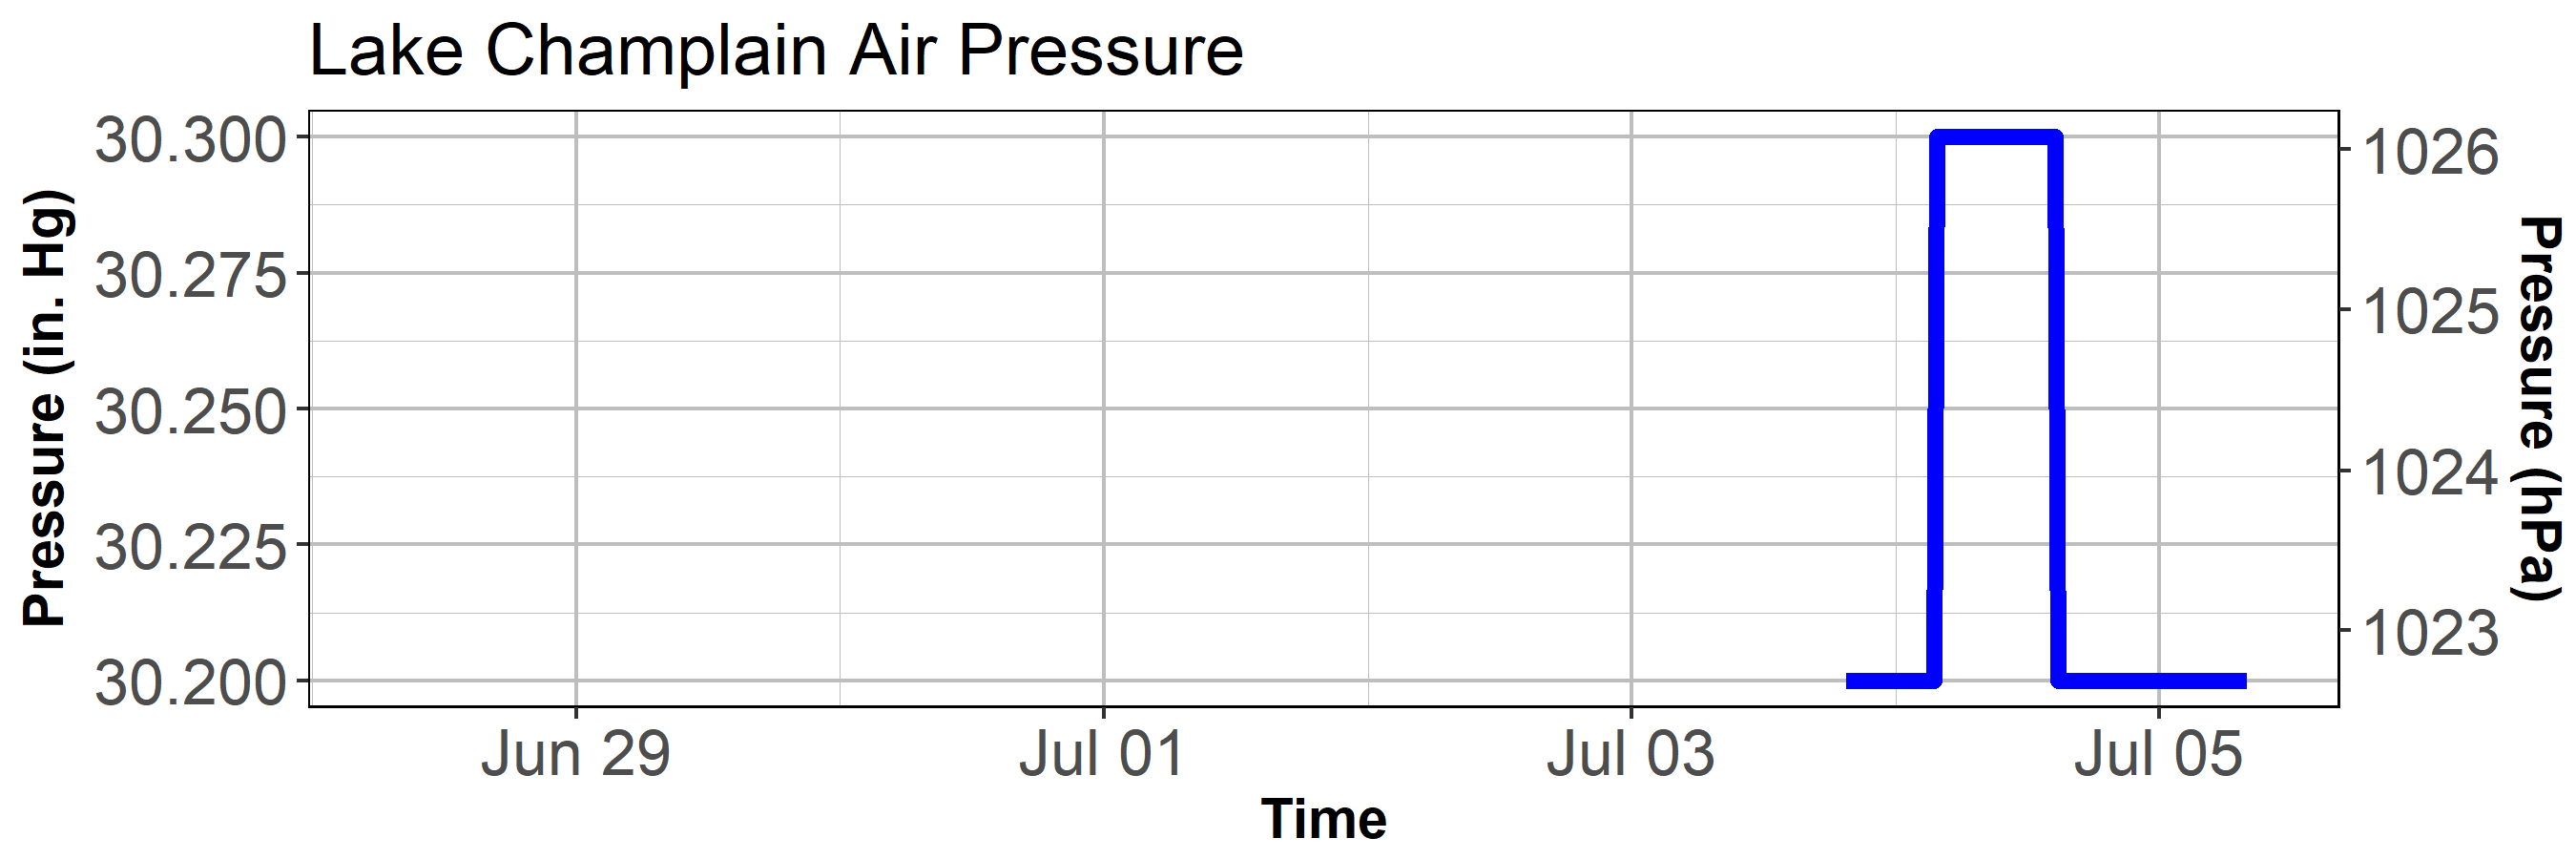 Lake Champlain Air Pressure
Pressure (in. Hg)
30.300
30.275
30.250
30.225
30.200
1026
1025
1024
1023
Pressure (hPa)
Jun 29
Jul 01
Jul 03
Jul 05
Time